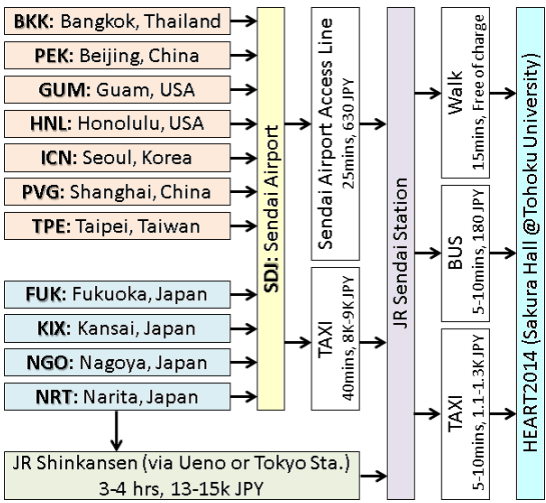 BKK: Bangkok, Thailand
PEK: Beijing, China
GUM: Guam, USA
HNL: Honolulu, USA
ICN: Seoul, Korea
PVG: Shanghai, China
TPE: Taipei, Taiwan
FUK: Fukuoka, Japan
KIX: Kansai, Japan
NGO: Nagoya, Japan
NRT: Narita, Japan
JR Shinkansen (via Ueno or Tokyo Sta.)
3-4 hrs, 13-15k JPY
SDJ: Sendai Airport
Sendai Airport Access Line
25mins, 630 JPY
TAXI
40mins, 8K-9K JPY
JR Sendai Station
Walk
15mins, Free of charge
BUS
5-10mins, 180 JPY
TAXI
5-10mins, 1.1-1.3K JPY
HEART2014 (Sakura Hall @Tohoku University)